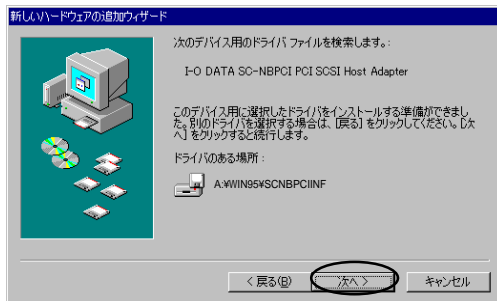 新しいハードウェアの追加ウィザード
次のデバイス用のドライバ ファイルを検索します。:
I-O DATA SC-NBPCI PCI SCSI Host Adapter
このデバイス用に選択したドライバをインストールする準備ができまし
た。別のドライバを選択する場合は、[戻る] をクリックしてください。[次
へ] をクリックすると続行します。
ドライバのある場所 :
A:¥WIN95¥SCNBPCIINF
< 戻る(B)
次へ >
キャンセル